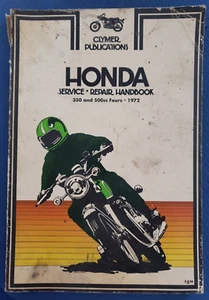 CLYMER
PUBLICATIONS
HONDA
SERVICE • REPAIR HANDBOOK
350 and 500cc Fours • 1972